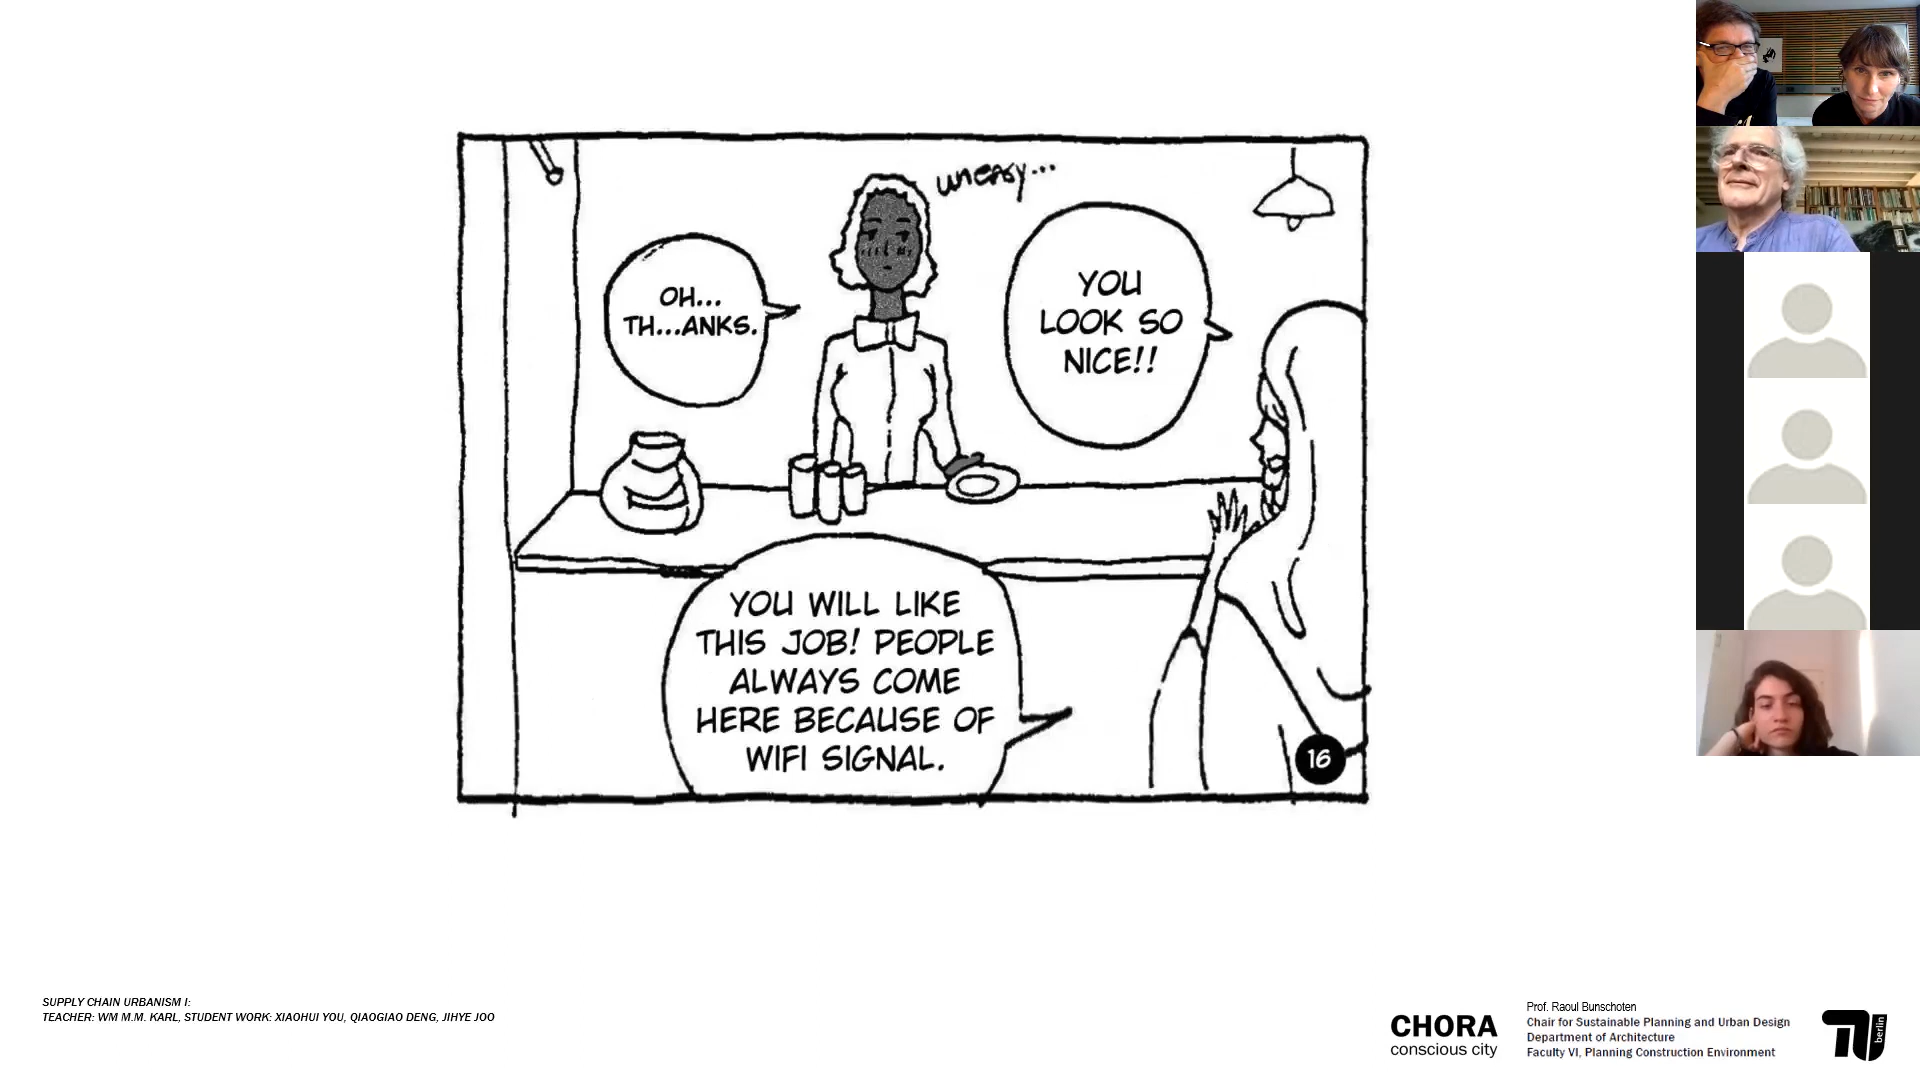 uneasy...
OH...
TH...ANKS.
YOU
LOOK SO
NICE!!
YOU WILL LIKE
THIS JOB! PEOPLE
ALWAYS COME
HERE BECAUSE OF
WIFI SIGNAL.
16
SUPPLY CHAIN URBANISM I:
TEACHER: WM M.M. KARL, STUDENT WORK: XIAOHUI YOU, QIAOGIAO DENG, JIHYE JOO
CHORA
conscious city
Prof. Raoul Bunschoten
Chair for Sustainable Planning and Urban Design
Department of Architecture
Faculty VI, Planning Construction Environment
TU
berlin